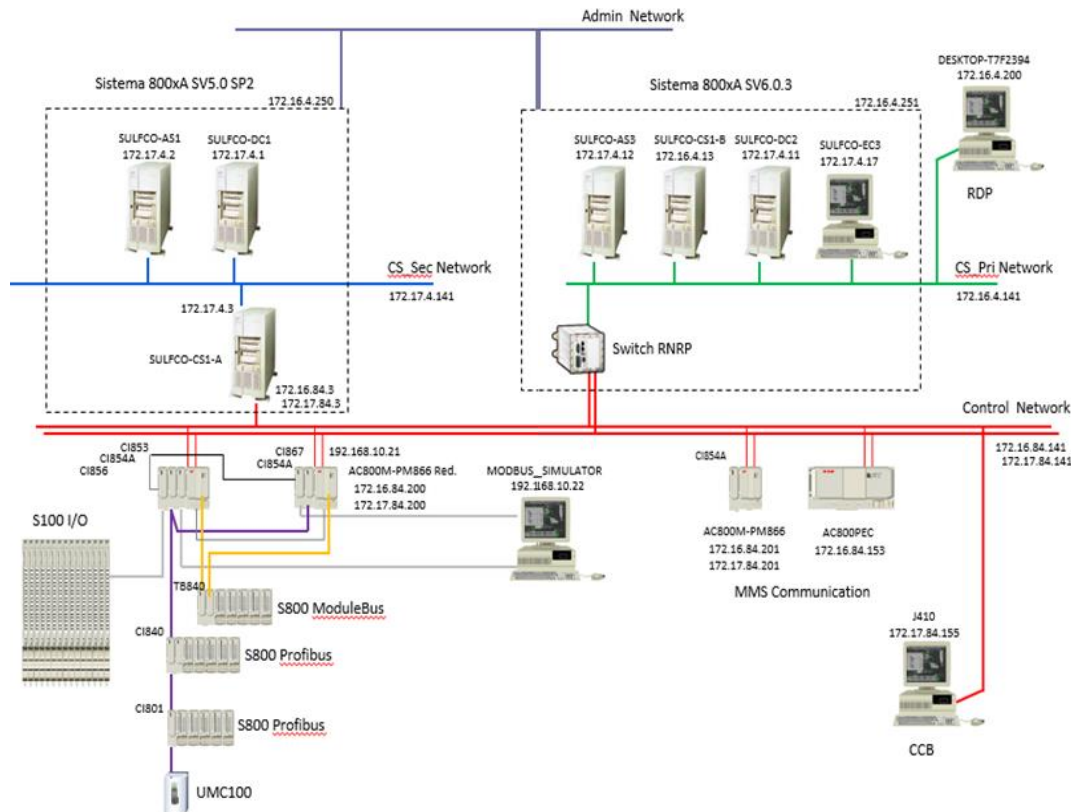 Admin Network
Sistema 800xA SV5.0 SP2
172.16.4.250
SULFCO-AS1
172.17.4.2
SULFCO-DC1
172.17.4.1
CS_Sec Network
172.17.4.141
172.17.4.3
SULFCO-CS1-A
172.16.84.3
172.17.84.3
Sistema 800xA SV6.0.3
172.16.4.251
SULFCO-AS3
172.17.4.12
SULFCO-CS1-B
172.16.4.13
SULFCO-DC2
172.17.4.11
SULFCO-EC3
172.17.4.17
DESKTOP-T7F2394
172.16.4.200
RDP
CS_Pri Network
172.16.4.141
Switch RNRP
Control Network
172.16.84.141
172.17.84.141
CI853
CI854A
CI856
CI867
CI854A
192.168.10.21
AC800M-PM866 Red.
172.16.84.200
172.17.84.200
MODBUS_SIMULATOR
192.168.10.22
CI854A
AC800M-PM866
172.16.84.201
172.17.84.201
AC800PEC
172.16.84.153
MMS Communication
S100 I/O
TB840
S800 ModuleBus
CI840
S800 Profibus
CI801
S800 Profibus
UMC100
J410
172.17.84.155
CCB